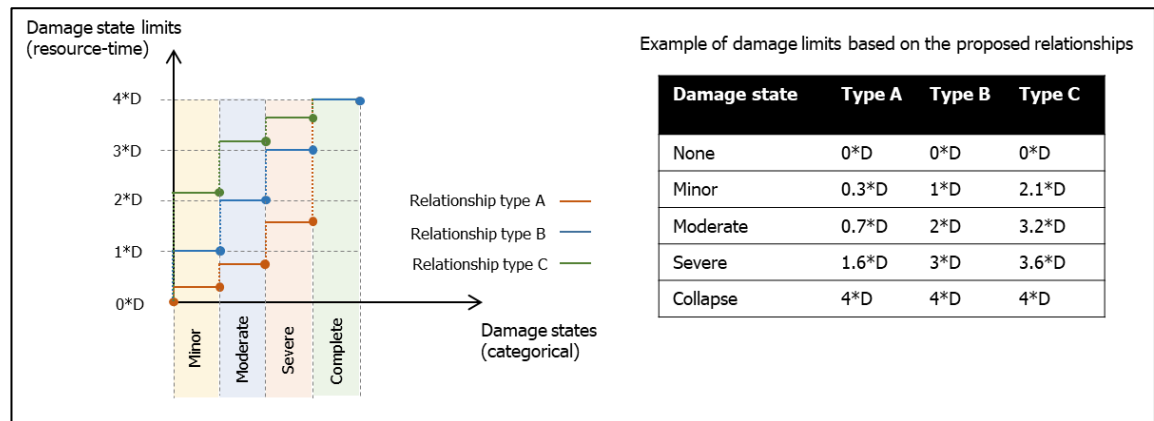 Damage state limits
(resource-time)
4*D
3*D
2*D
1*D
0*D
Minor
Moderate
Severe
Complete
Damage states
(categorical)
Relationship type A
Relationship type B
Relationship type C
Example of damage limits based on the proposed relationships
Damage state Type A Type B Type C
None 0*D 0*D 0*D
Minor 0.3*D 1*D 2.1*D
Moderate 0.7*D 2*D 3.2*D
Severe 1.6*D 3*D 3.6*D
Collapse 4*D 4*D 4*D